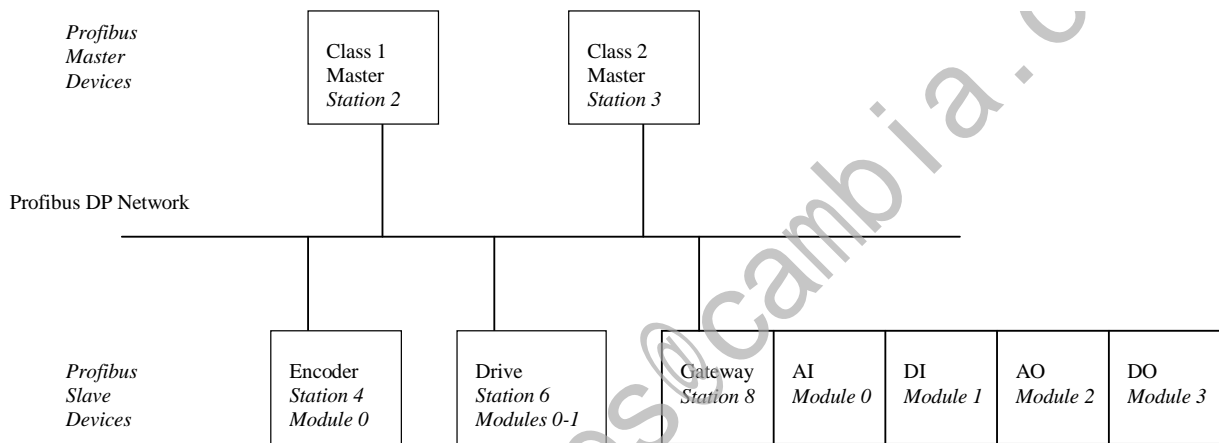 Profibus
Master
Devices
Class 1
Master
Station 2
Class 2
Master
Station 3
Profibus DP Network
Profibus
Slave
Devices
Encoder
Station 4
Module 0
Drive
Station 6
Modules 0-1
Gateway
Station 8
AI
Module 0
DI
Module 1
AO
Module 2
DO
Module 3
s@cambia.c